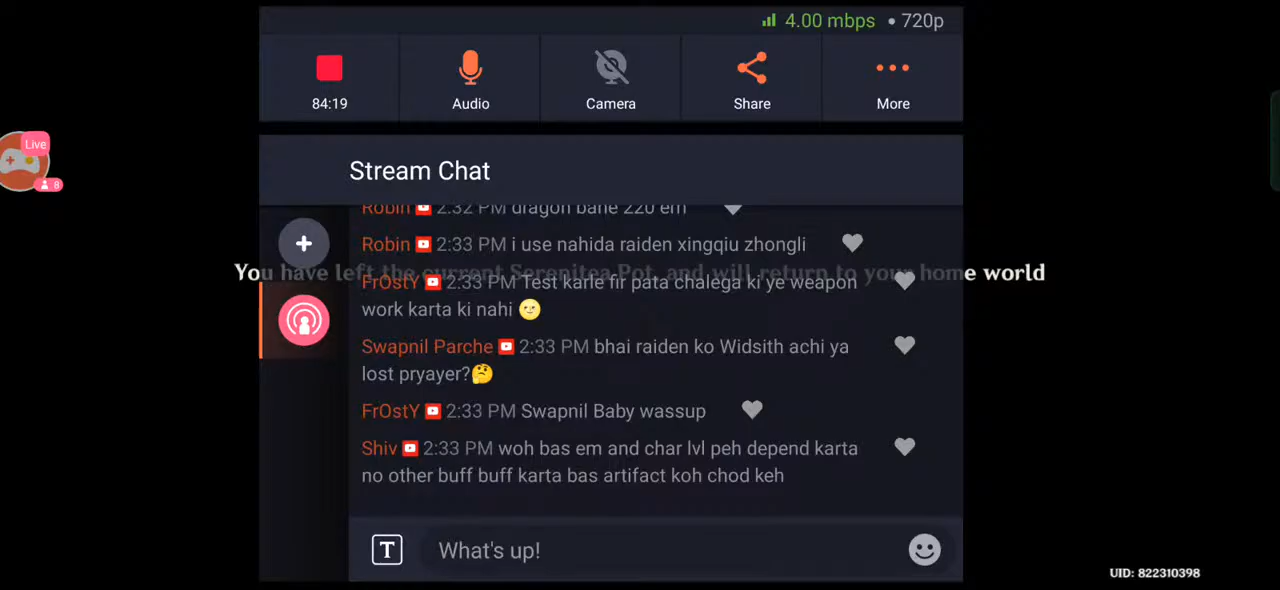 4.00 mbps • 720p
84:19
Audio
Camera
Share
More
Live
8
Stream Chat
Robin 2:32 PM dragon bane 220 em
Robin 2:33 PM i use nahida raiden xingqiu zhongli
You have left the current Serenitea Pot, and will return to your home world
FrOstY 2:33 PM Test karle fir pata chalega ki ye weapon
work karta ki nahi 🌝
Swapnil Parche 2:33 PM bhai raiden ko Widsith achi ya
lost pryayer?🤔
FrOstY 2:33 PM Swapnil Baby wassup
Shiv 2:33 PM woh bas em and char lvl peh depend karta
no other buff buff karta bas artifact koh chod keh
T
What's up!
UID: 822310398